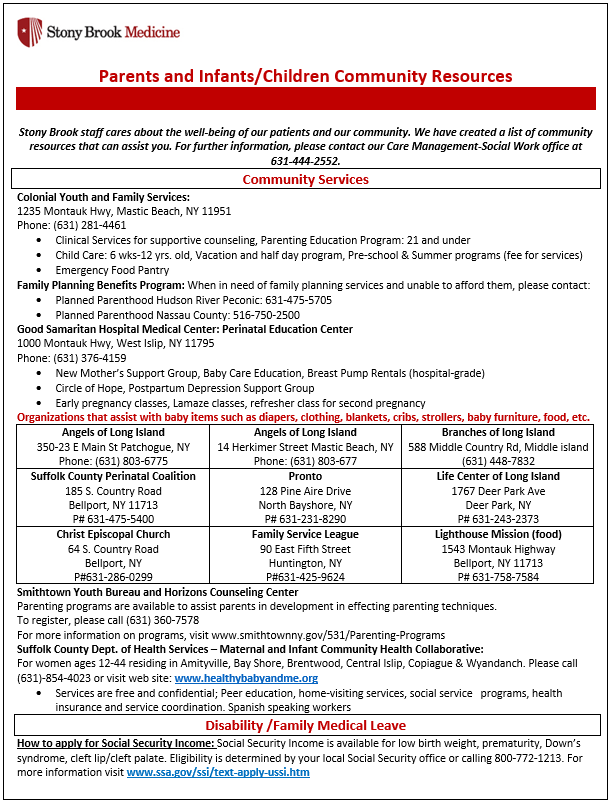 Stony Brook Medicine
Parents and Infants/Children Community Resources
Stony Brook staff cares about the well-being of our patients and our community. We have created a list of community
resources that can assist you. For further information, please contact our Care Management-Social Work office at
631-444-2552.
Community Services
Colonial Youth and Family Services:
1235 Montauk Hwy, Mastic Beach, NY 11951
Phone: (631) 281-4461
• Clinical Services for supportive counseling, Parenting Education Program: 21 and under
• Child Care: 6 wks-12 yrs. old, Vacation and half day program, Pre-school & Summer programs (fee for services)
• Emergency Food Pantry
Family Planning Benefits Program: When in need of family planning services and unable to afford them, please contact:
• Planned Parenthood Hudson River Peconic: 631-475-5705
• Planned Parenthood Nassau County: 516-750-2500
Good Samaritan Hospital Medical Center: Perinatal Education Center
1000 Montauk Hwy, West Islip, NY 11795
Phone: (631) 376-4159
• New Mother's Support Group, Baby Care Education, Breast Pump Rentals (hospital-grade)
• Circle of Hope, Postpartum Depression Support Group
• Early pregnancy classes, Lamaze classes, refresher class for second pregnancy
Organizations that assist with baby items such as diapers, clothing, blankets, cribs, strollers, baby furniture, food, etc.
Angels of Long Island
350-23 E Main St Patchogue, NY
Phone: (631) 803-6775
Angels of Long Island
14 Herkimer Street Mastic Beach, NY
Phone: (631) 803-677
Branches of long Island
588 Middle Country Rd, Middle island
(631) 448-7832
Suffolk County Perinatal Coalition
185 S. Country Road
Bellport, NY 11713
P# 631-475-5400
Pronto
128 Pine Aire Drive
North Bayshore, NY
P# 631-231-8290
Life Center of Long Island
1767 Deer Park Ave
Deer Park, NY
P# 631-243-2373
Christ Episcopal Church
64 S. Country Road
Bellport, NY
P#631-286-0299
Family Service League
90 East Fifth Street
Huntington, NY
P#631-425-9624
Lighthouse Mission (food)
1543 Montauk Highway
Bellport, NY 11713
P# 631-758-7584
Smithtown Youth Bureau and Horizons Counseling Center
Parenting programs are available to assist parents in development in effecting parenting techniques.
To register, please call (631) 360-7578
For more information on programs, visit www.smithtownny.gov/531/Parenting-Programs
Suffolk County Dept. of Health Services – Maternal and Infant Community Health Collaborative:
For women ages 12-44 residing in Amityville, Bay Shore, Brentwood, Central Islip, Copiague & Wyandanch. Please call
(631)-854-4023 or visit web site: www.healthybabyandme.org
• Services are free and confidential; Peer education, home-visiting services, social service programs, health
insurance and service coordination. Spanish speaking workers
Disability /Family Medical Leave
How to apply for Social Security Income: Social Security Income is available for low birth weight, prematurity, Down's
syndrome, cleft lip/cleft palate. Eligibility is determined by your local Social Security office or calling 800-772-1213. For
more information visit www.ssa.gov/ssi/text-apply-ussi.htm